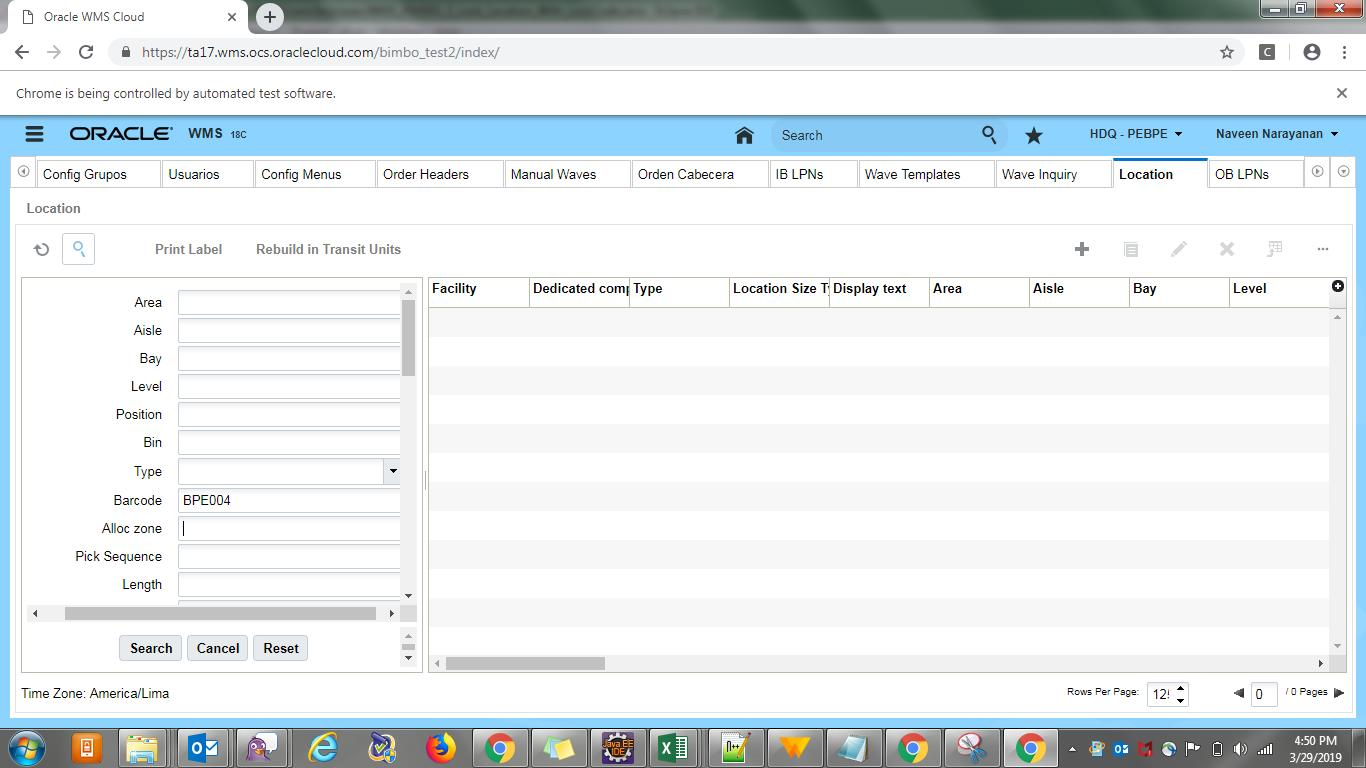 Oracle WMS Cloud
https://ta17.wms.ocs.oraclecloud.com/bimbo_test2/index/
C
Chrome is being controlled by automated test software.
ORACLE WMS 18C
Search
HDQ - PEBPE
Naveen Narayanan
Config Grupos Usuarios Config Menus Order Headers Manual Waves Orden Cabecera IB LPNs Wave Templates Wave Inquiry Location OB LPNs
Location
Print Label Rebuild in Transit Units
Facility Dedicated comp Type Location Size Ty Display text Area Aisle Bay Level
Area
Aisle
Bay
Level
Position
Bin
Type
Barcode BPE004
Alloc zone
Pick Sequence
Length
Search Cancel Reset
Time Zone: America/Lima
Rows Per Page: 125 0 / 0 Pages
Java EE
IDE
4:50 PM
3/29/2019